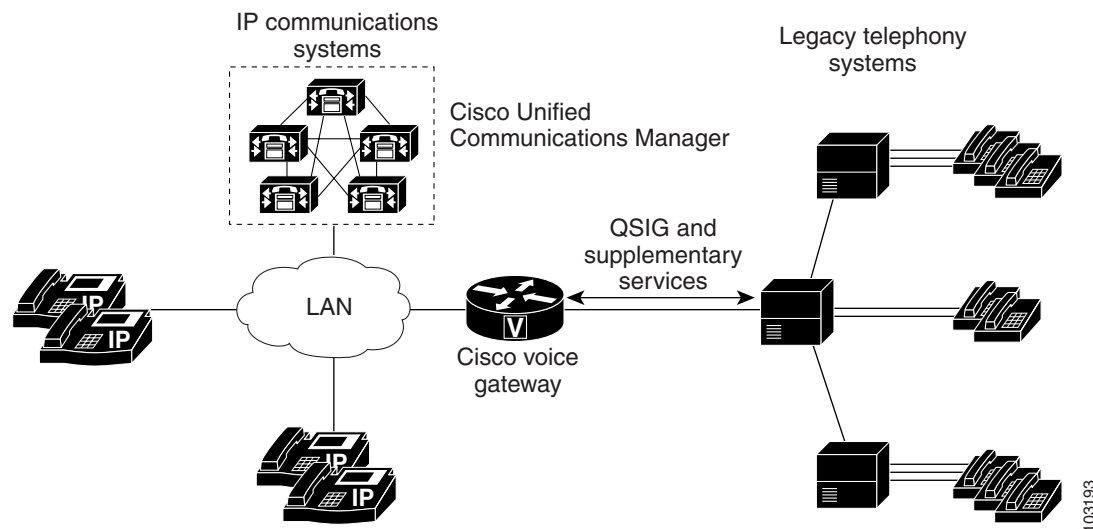 IP communications
systems
Legacy telephony
systems
Cisco Unified
Communications Manager
QSIG and
supplementary
services
LAN
IP
IP
V
Cisco voice
gateway
IP
IP
103193